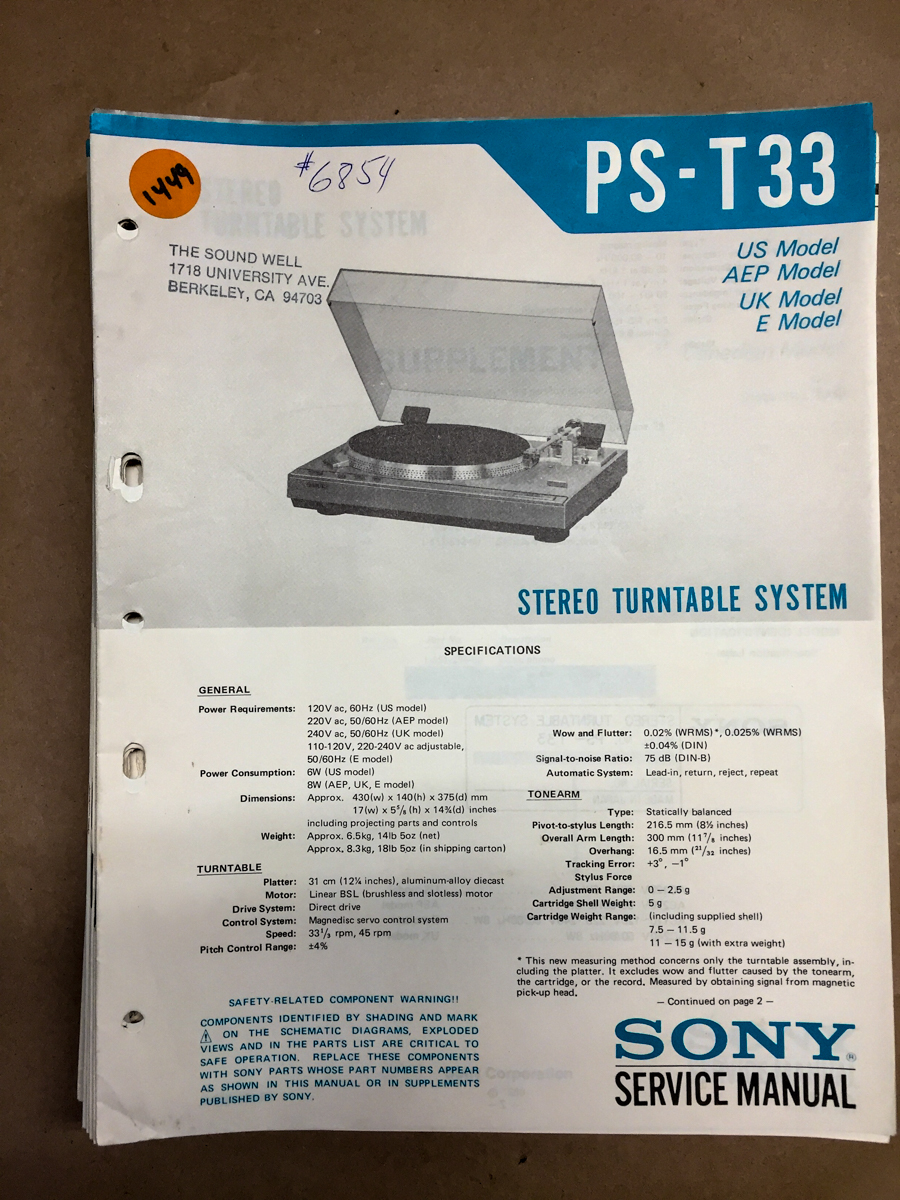 PS-T33
1449
#6854
US Model
AEP Model
UK Model
E Model
THE SOUND WELL
1718 UNIVERSITY AVE.
BERKELEY, CA 94703
STEREO TURNTABLE SYSTEM
SPECIFICATIONS
GENERAL
Power Requirements: 120V ac, 60Hz (US model)
220V ac, 50/60Hz (AEP model)
240V ac, 50/60Hz (UK model)
110-120V, 220-240V ac adjustable,
50/60Hz (E model)
Power Consumption: 6W (US model)
8W (AEP, UK, E model)
Dimensions: Approx. 430(w) x 140(h) x 375(d) mm
17(w) x 5⁵/₈ (h) x 14¾(d) inches
including projecting parts and controls
Weight: Approx. 6.5kg, 14lb 5oz (net)
Approx. 8.3kg, 18lb 5oz (in shipping carton)
TURNTABLE
Platter: 31 cm (12¼ inches), aluminum-alloy diecast
Motor: Linear BSL (brushless and slotless) motor
Drive System: Direct drive
Control System: Magnedisc servo control system
Speed: 33¹/₃ rpm, 45 rpm
Pitch Control Range: ±4%
Wow and Flutter: 0.02% (WRMS)*, 0.025% (WRMS)
±0.04% (DIN)
Signal-to-noise Ratio: 75 dB (DIN-B)
Automatic System: Lead-in, return, reject, repeat
TONEARM
Type: Statically balanced
Pivot-to-stylus Length: 216.5 mm (8½ inches)
Overall Arm Length: 300 mm (11⁷/₈ inches)
Overhang: 16.5 mm (²¹/₃₂ inches)
Tracking Error: +3°, −1°
Stylus Force
Adjustment Range: 0 – 2.5 g
Cartridge Shell Weight: 5 g
Cartridge Weight Range: (including supplied shell)
7.5 – 11.5 g
11 – 15 g (with extra weight)
* This new measuring method concerns only the turntable assembly, in-
cluding the platter. It excludes wow and flutter caused by the tonearm,
the cartridge, or the record. Measured by obtaining signal from magnetic
pick-up head.
– Continued on page 2 –
SAFETY-RELATED COMPONENT WARNING!!
COMPONENTS IDENTIFIED BY SHADING AND MARK
⚠ ON THE SCHEMATIC DIAGRAMS, EXPLODED
VIEWS AND IN THE PARTS LIST ARE CRITICAL TO
SAFE OPERATION. REPLACE THESE COMPONENTS
WITH SONY PARTS WHOSE PART NUMBERS APPEAR
AS SHOWN IN THIS MANUAL OR IN SUPPLEMENTS
PUBLISHED BY SONY.
SONY®
SERVICE MANUAL